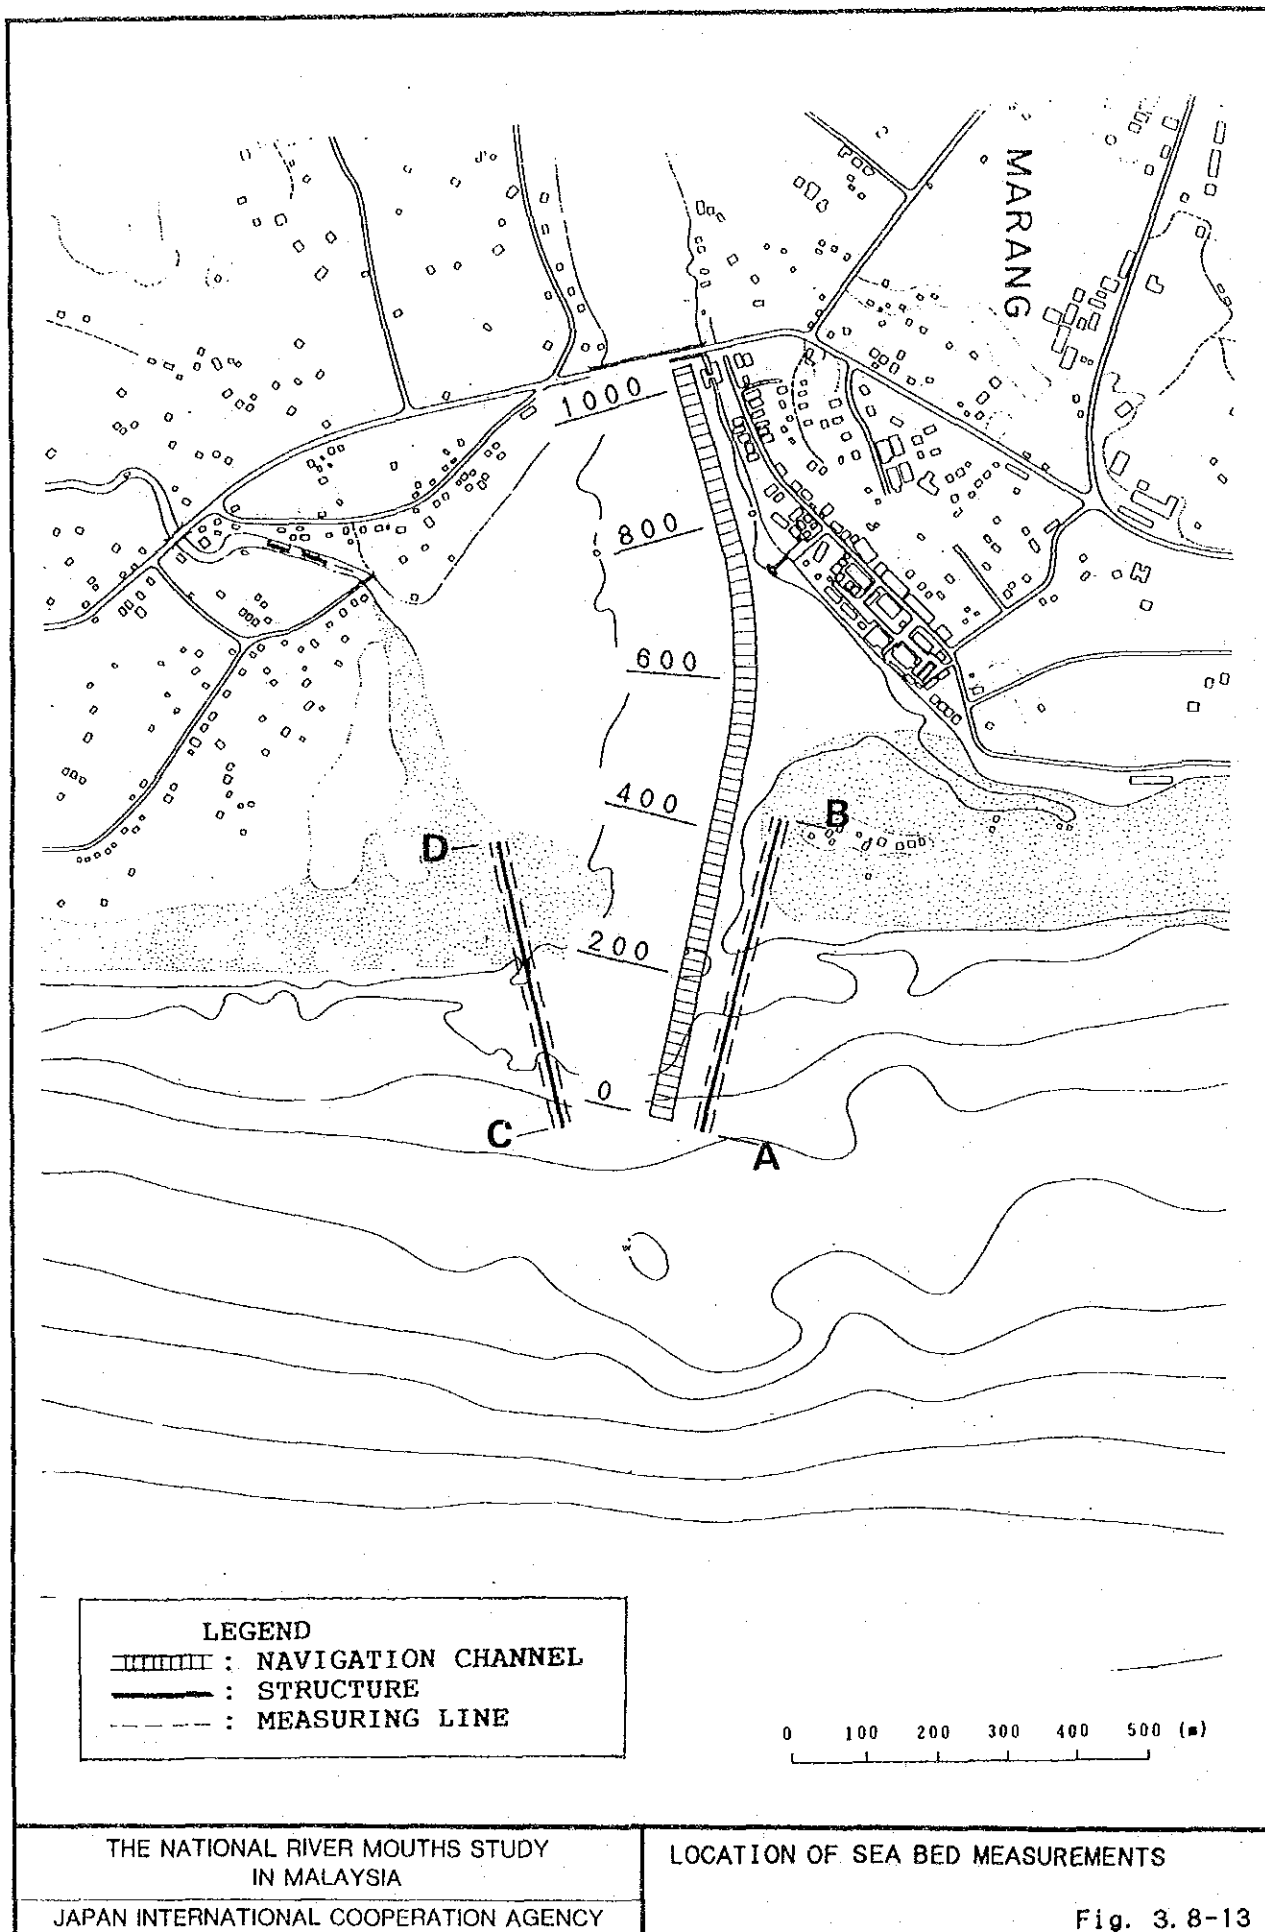 MARANG
1000
800
600
400
B
D
200
0
C
A
LEGEND
: NAVIGATION CHANNEL
: STRUCTURE
: MEASURING LINE
0 100 200 300 400 500 (m)
THE NATIONAL RIVER MOUTHS STUDY
IN MALAYSIA
JAPAN INTERNATIONAL COOPERATION AGENCY
LOCATION OF SEA BED MEASUREMENTS
Fig. 3.8-13